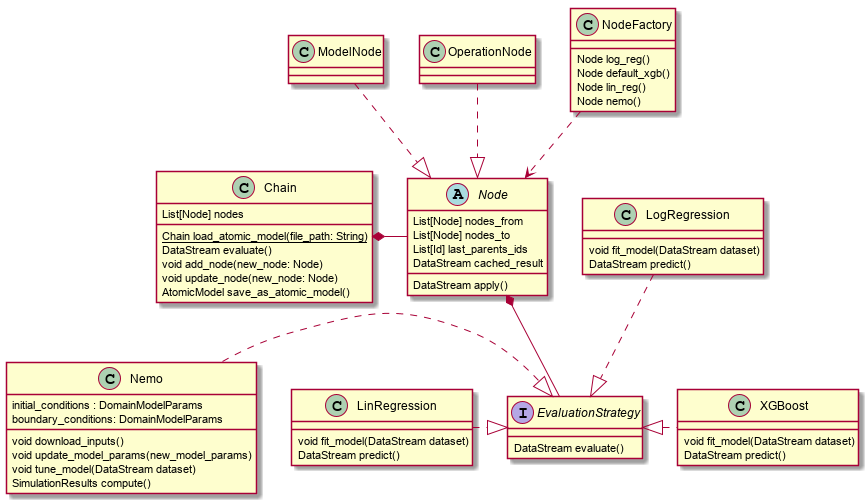 C ModelNode
C OperationNode
C NodeFactory
Node log_reg()
Node default_xgb()
Node lin_reg()
Node nemo()
C Chain
List[Node] nodes
Chain load_atomic_model(file_path: String)
DataStream evaluate()
void add_node(new_node: Node)
void update_node(new_node: Node)
AtomicModel save_as_atomic_model()
A Node
List[Node] nodes_from
List[Node] nodes_to
List[Id] last_parents_ids
DataStream cached_result
DataStream apply()
C LogRegression
void fit_model(DataStream dataset)
DataStream predict()
C Nemo
initial_conditions : DomainModelParams
boundary_conditions: DomainModelParams
void download_inputs()
void update_model_params(new_model_params)
void tune_model(DataStream dataset)
SimulationResults compute()
C LinRegression
void fit_model(DataStream dataset)
DataStream predict()
I EvaluationStrategy
DataStream evaluate()
C XGBoost
void fit_model(DataStream dataset)
DataStream predict()